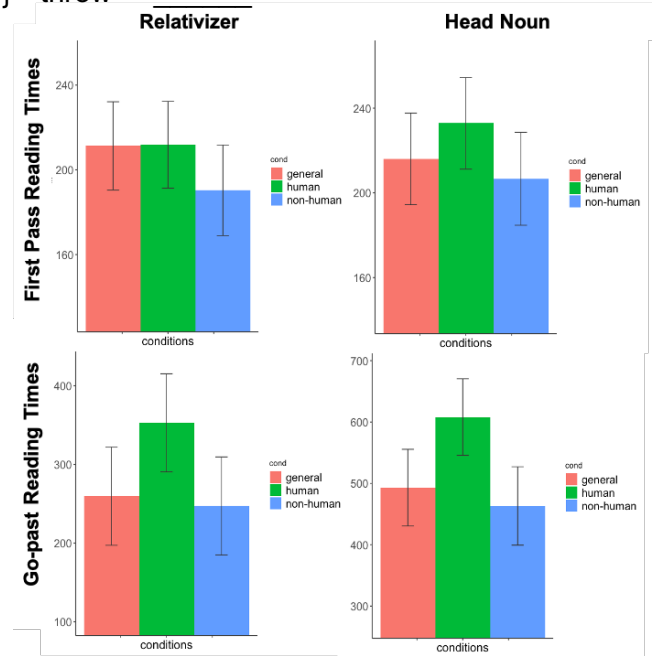 throw
Relativizer
Head Noun
First Pass Reading Times
240
200
160
conditions
cond
general
human
non-human
240
200
160
conditions
cond
general
human
non-human
Go-past Reading Times
400
300
200
100
conditions
cond
general
human
non-human
700
600
500
400
300
conditions
cond
general
human
non-human